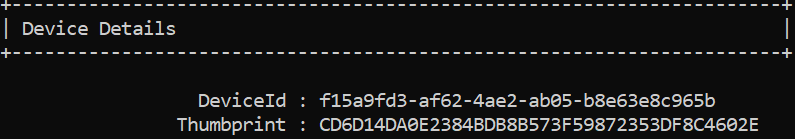 +----------------------------------------------------------------------+
| Device Details                                                       |
+----------------------------------------------------------------------+
DeviceId : f15a9fd3-af62-4ae2-ab05-b8e63e8c965b
Thumbprint : CD6D14DA0E2384BDB8B573F59872353DF8C4602E